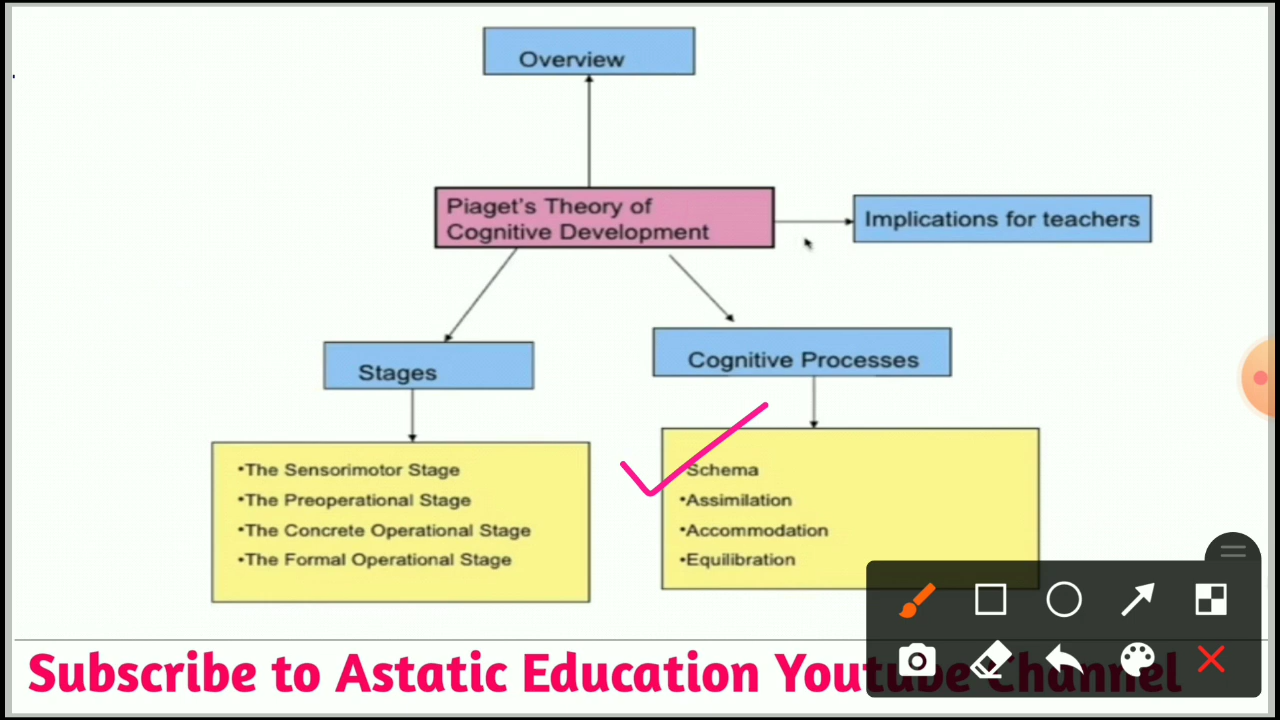 Overview
Piaget's Theory of
Cognitive Development
Implications for teachers
Stages
Cognitive Processes
•The Sensorimotor Stage
•The Preoperational Stage
•The Concrete Operational Stage
•The Formal Operational Stage
Schema
•Assimilation
•Accommodation
•Equilibration
Subscribe to Astatic Education Youtube Channel